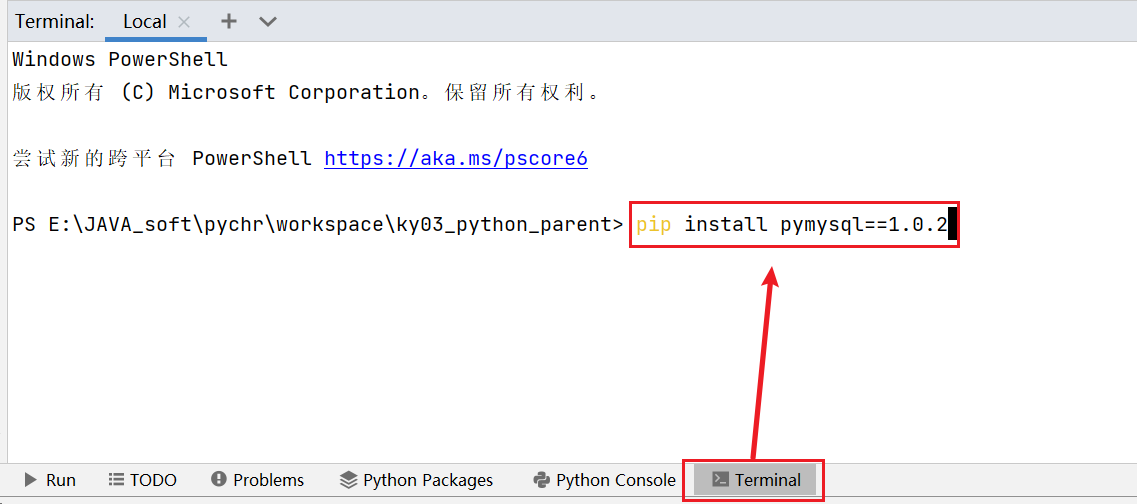 Terminal: Local × + 
Windows PowerShell
版权所有 (C) Microsoft Corporation。保留所有权利。
尝试新的跨平台 PowerShell https://aka.ms/pscore6
PS E:\JAVA_soft\pychr\workspace\ky03_python_parent> pip install pymysql==1.0.2
Run TODO Problems Python Packages Python Console Terminal